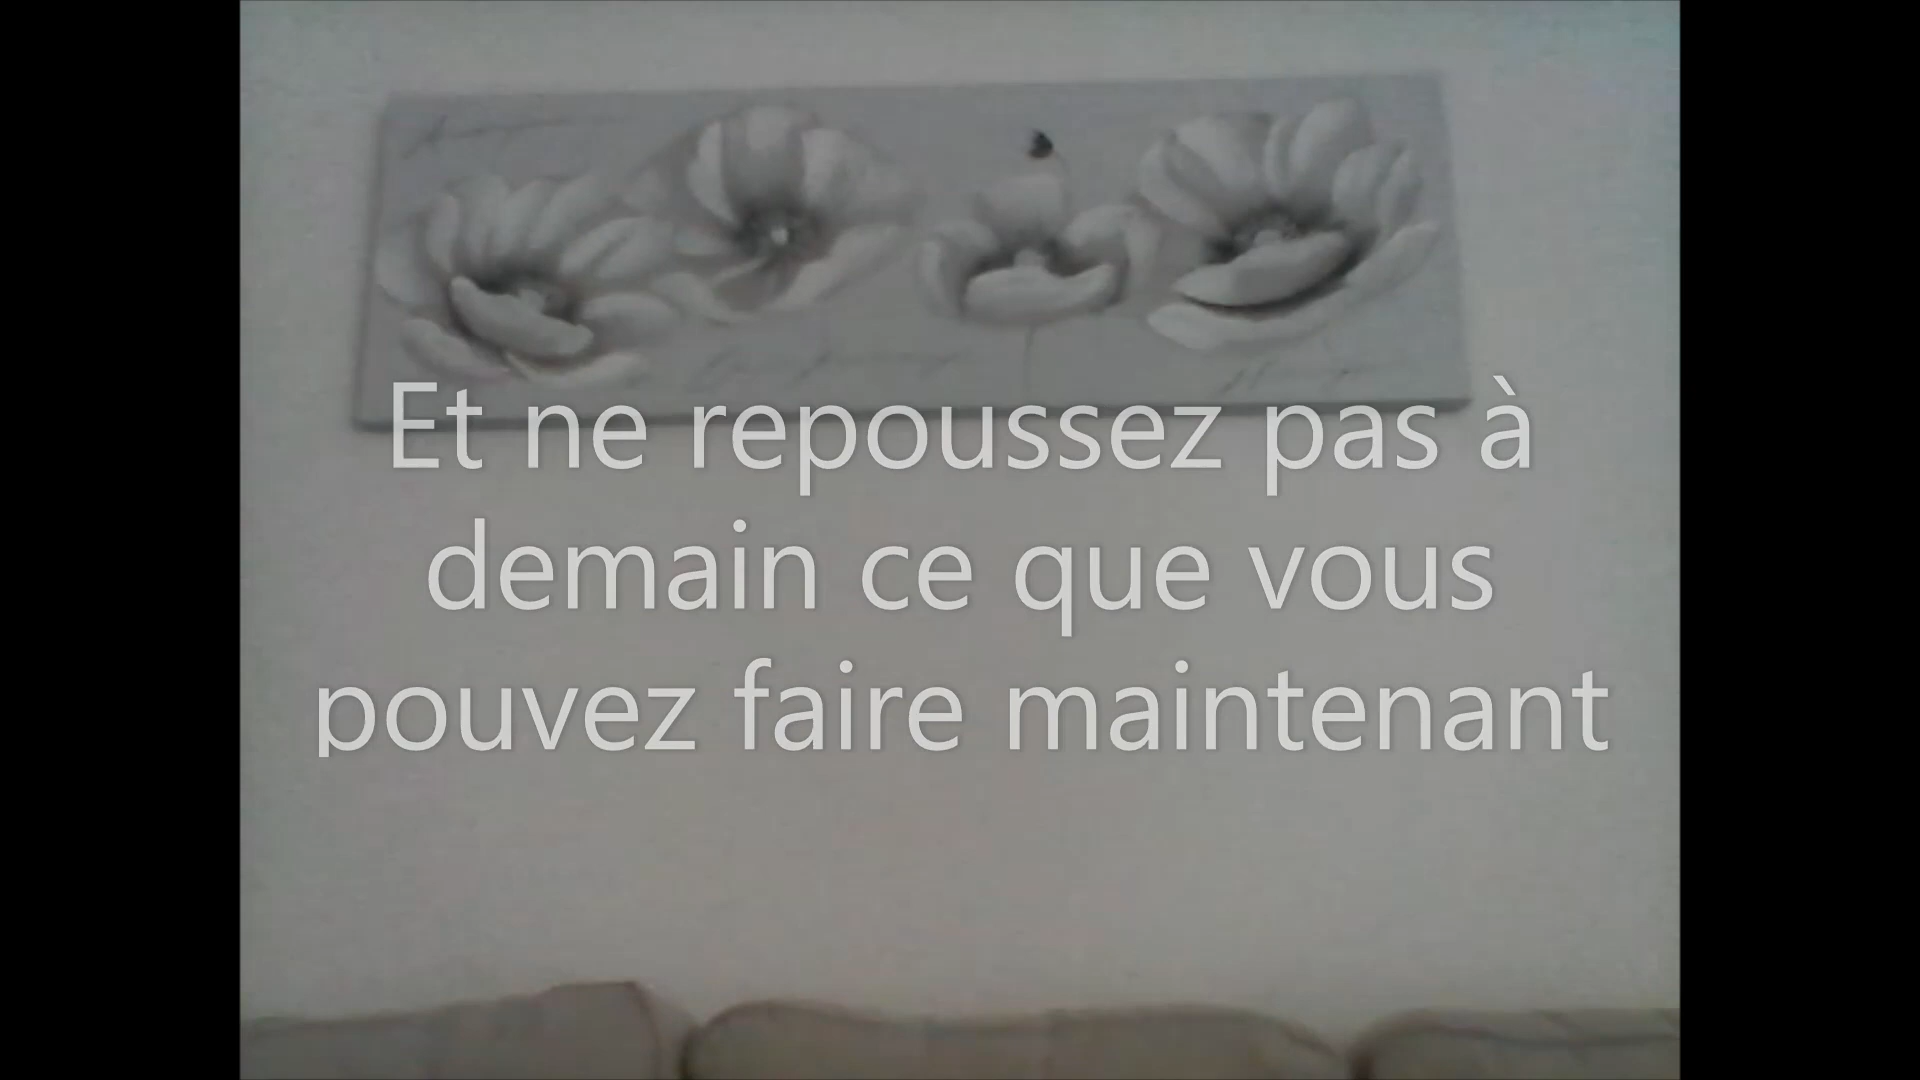 Et ne repoussez pas à
demain ce que vous
pouvez faire maintenant